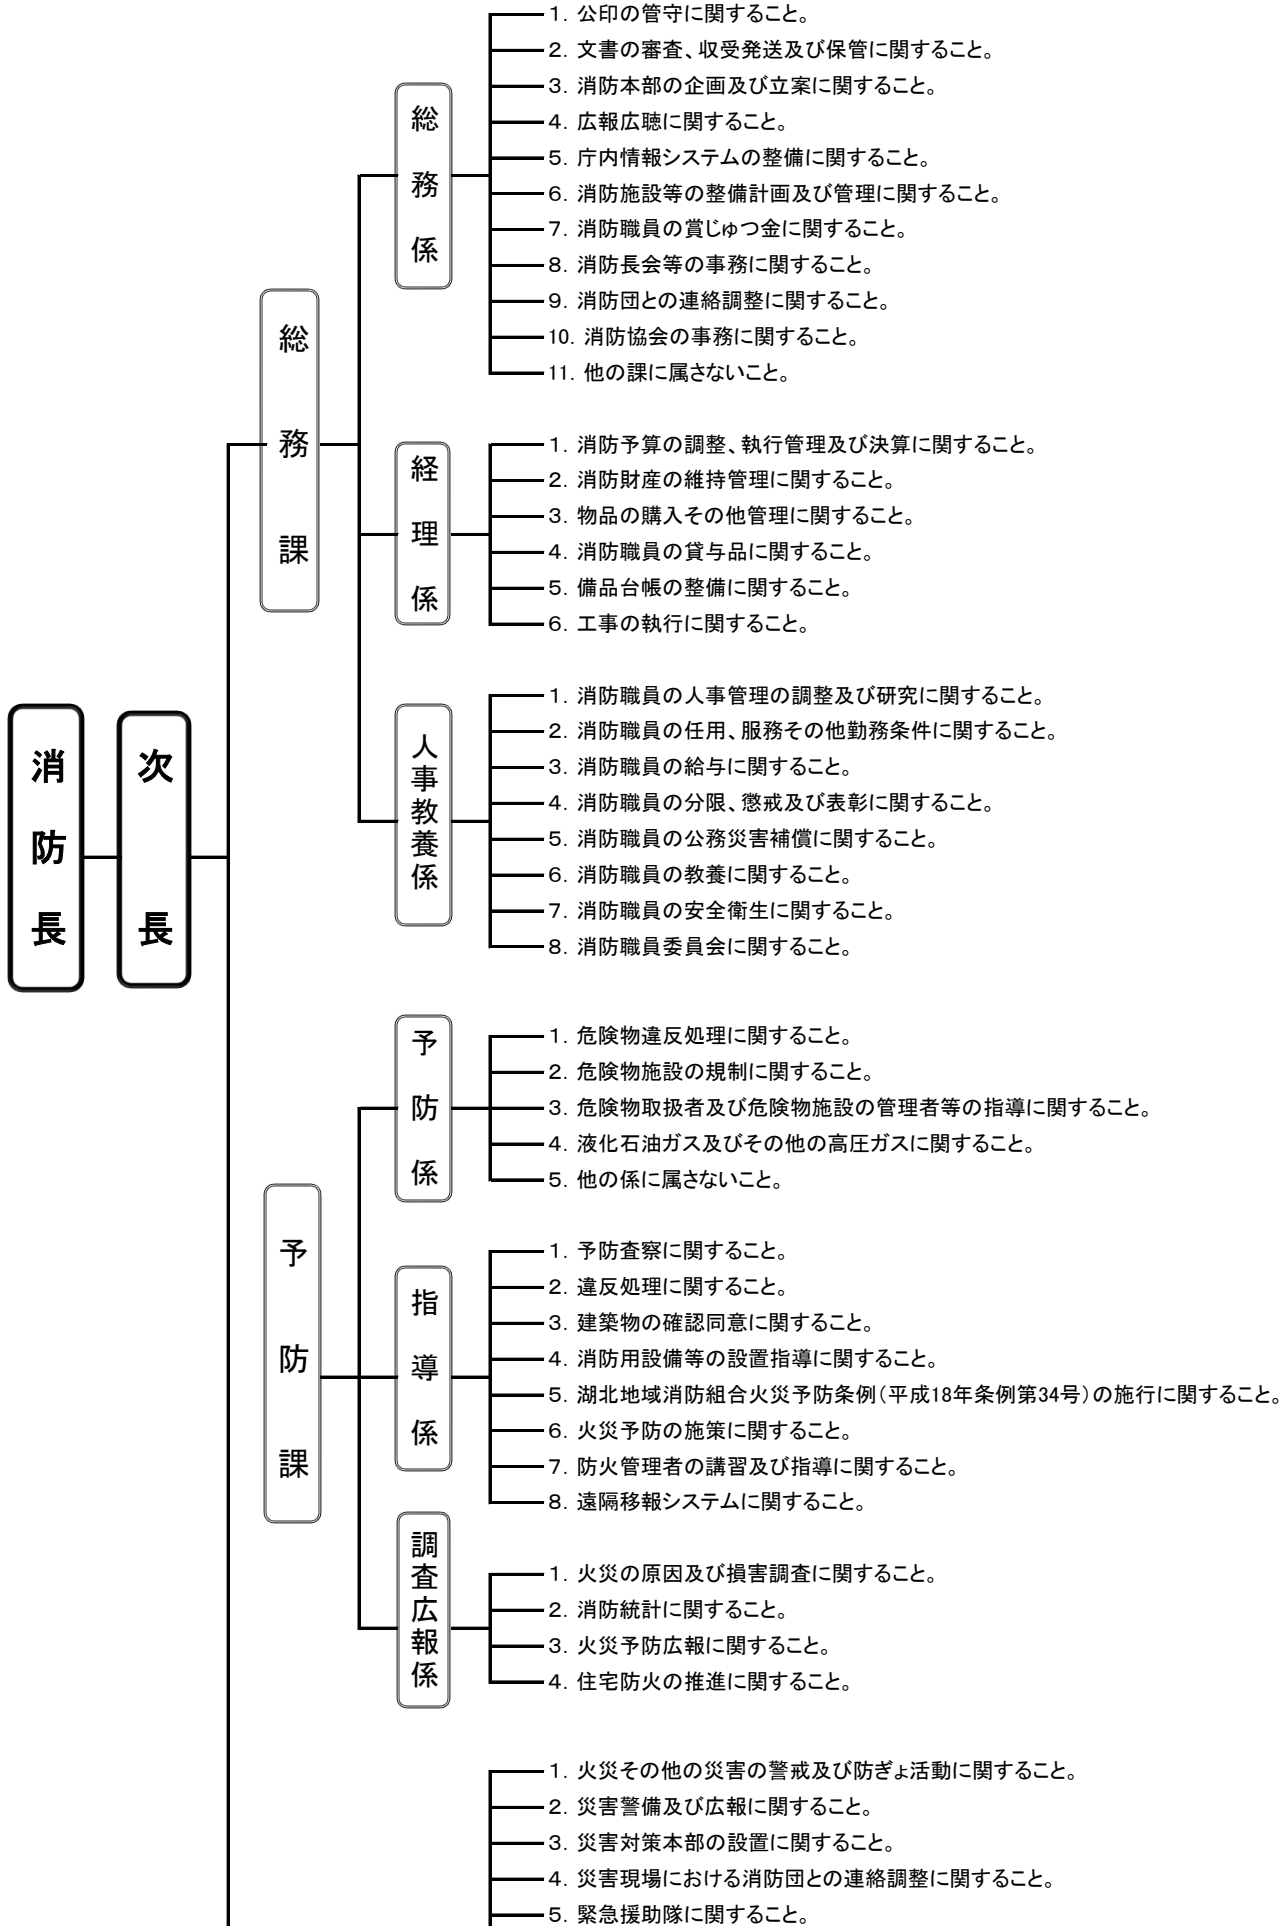 消防長
次長
総務課
総務係
1. 公印の管守に関すること。
2. 文書の審査、収受発送及び保管に関すること。
3. 消防本部の企画及び立案に関すること。
4. 広報広聴に関すること。
5. 庁内情報システムの整備に関すること。
6. 消防施設等の整備計画及び管理に関すること。
7. 消防職員の賞じゅつ金に関すること。
8. 消防長会等の事務に関すること。
9. 消防団との連絡調整に関すること。
10. 消防協会の事務に関すること。
11. 他の課に属さないこと。
経理係
1. 消防予算の調整、執行管理及び決算に関すること。
2. 消防財産の維持管理に関すること。
3. 物品の購入その他管理に関すること。
4. 消防職員の貸与品に関すること。
5. 備品台帳の整備に関すること。
6. 工事の執行に関すること。
人事教養係
1. 消防職員の人事管理の調整及び研究に関すること。
2. 消防職員の任用、服務その他勤務条件に関すること。
3. 消防職員の給与に関すること。
4. 消防職員の分限、懲戒及び表彰に関すること。
5. 消防職員の公務災害補償に関すること。
6. 消防職員の教養に関すること。
7. 消防職員の安全衛生に関すること。
8. 消防職員委員会に関すること。
予防課
予防係
1. 危険物違反処理に関すること。
2. 危険物施設の規制に関すること。
3. 危険物取扱者及び危険物施設の管理者等の指導に関すること。
4. 液化石油ガス及びその他の高圧ガスに関すること。
5. 他の係に属さないこと。
指導係
1. 予防査察に関すること。
2. 違反処理に関すること。
3. 建築物の確認同意に関すること。
4. 消防用設備等の設置指導に関すること。
5. 湖北地域消防組合火災予防条例(平成18年条例第34号)の施行に関すること。
6. 火災予防の施策に関すること。
7. 防火管理者の講習及び指導に関すること。
8. 遠隔移報システムに関すること。
調査広報係
1. 火災の原因及び損害調査に関すること。
2. 消防統計に関すること。
3. 火災予防広報に関すること。
4. 住宅防火の推進に関すること。
1. 火災その他の災害の警戒及び防ぎょ活動に関すること。
2. 災害警備及び広報に関すること。
3. 災害対策本部の設置に関すること。
4. 災害現場における消防団との連絡調整に関すること。
5. 緊急援助隊に関すること。